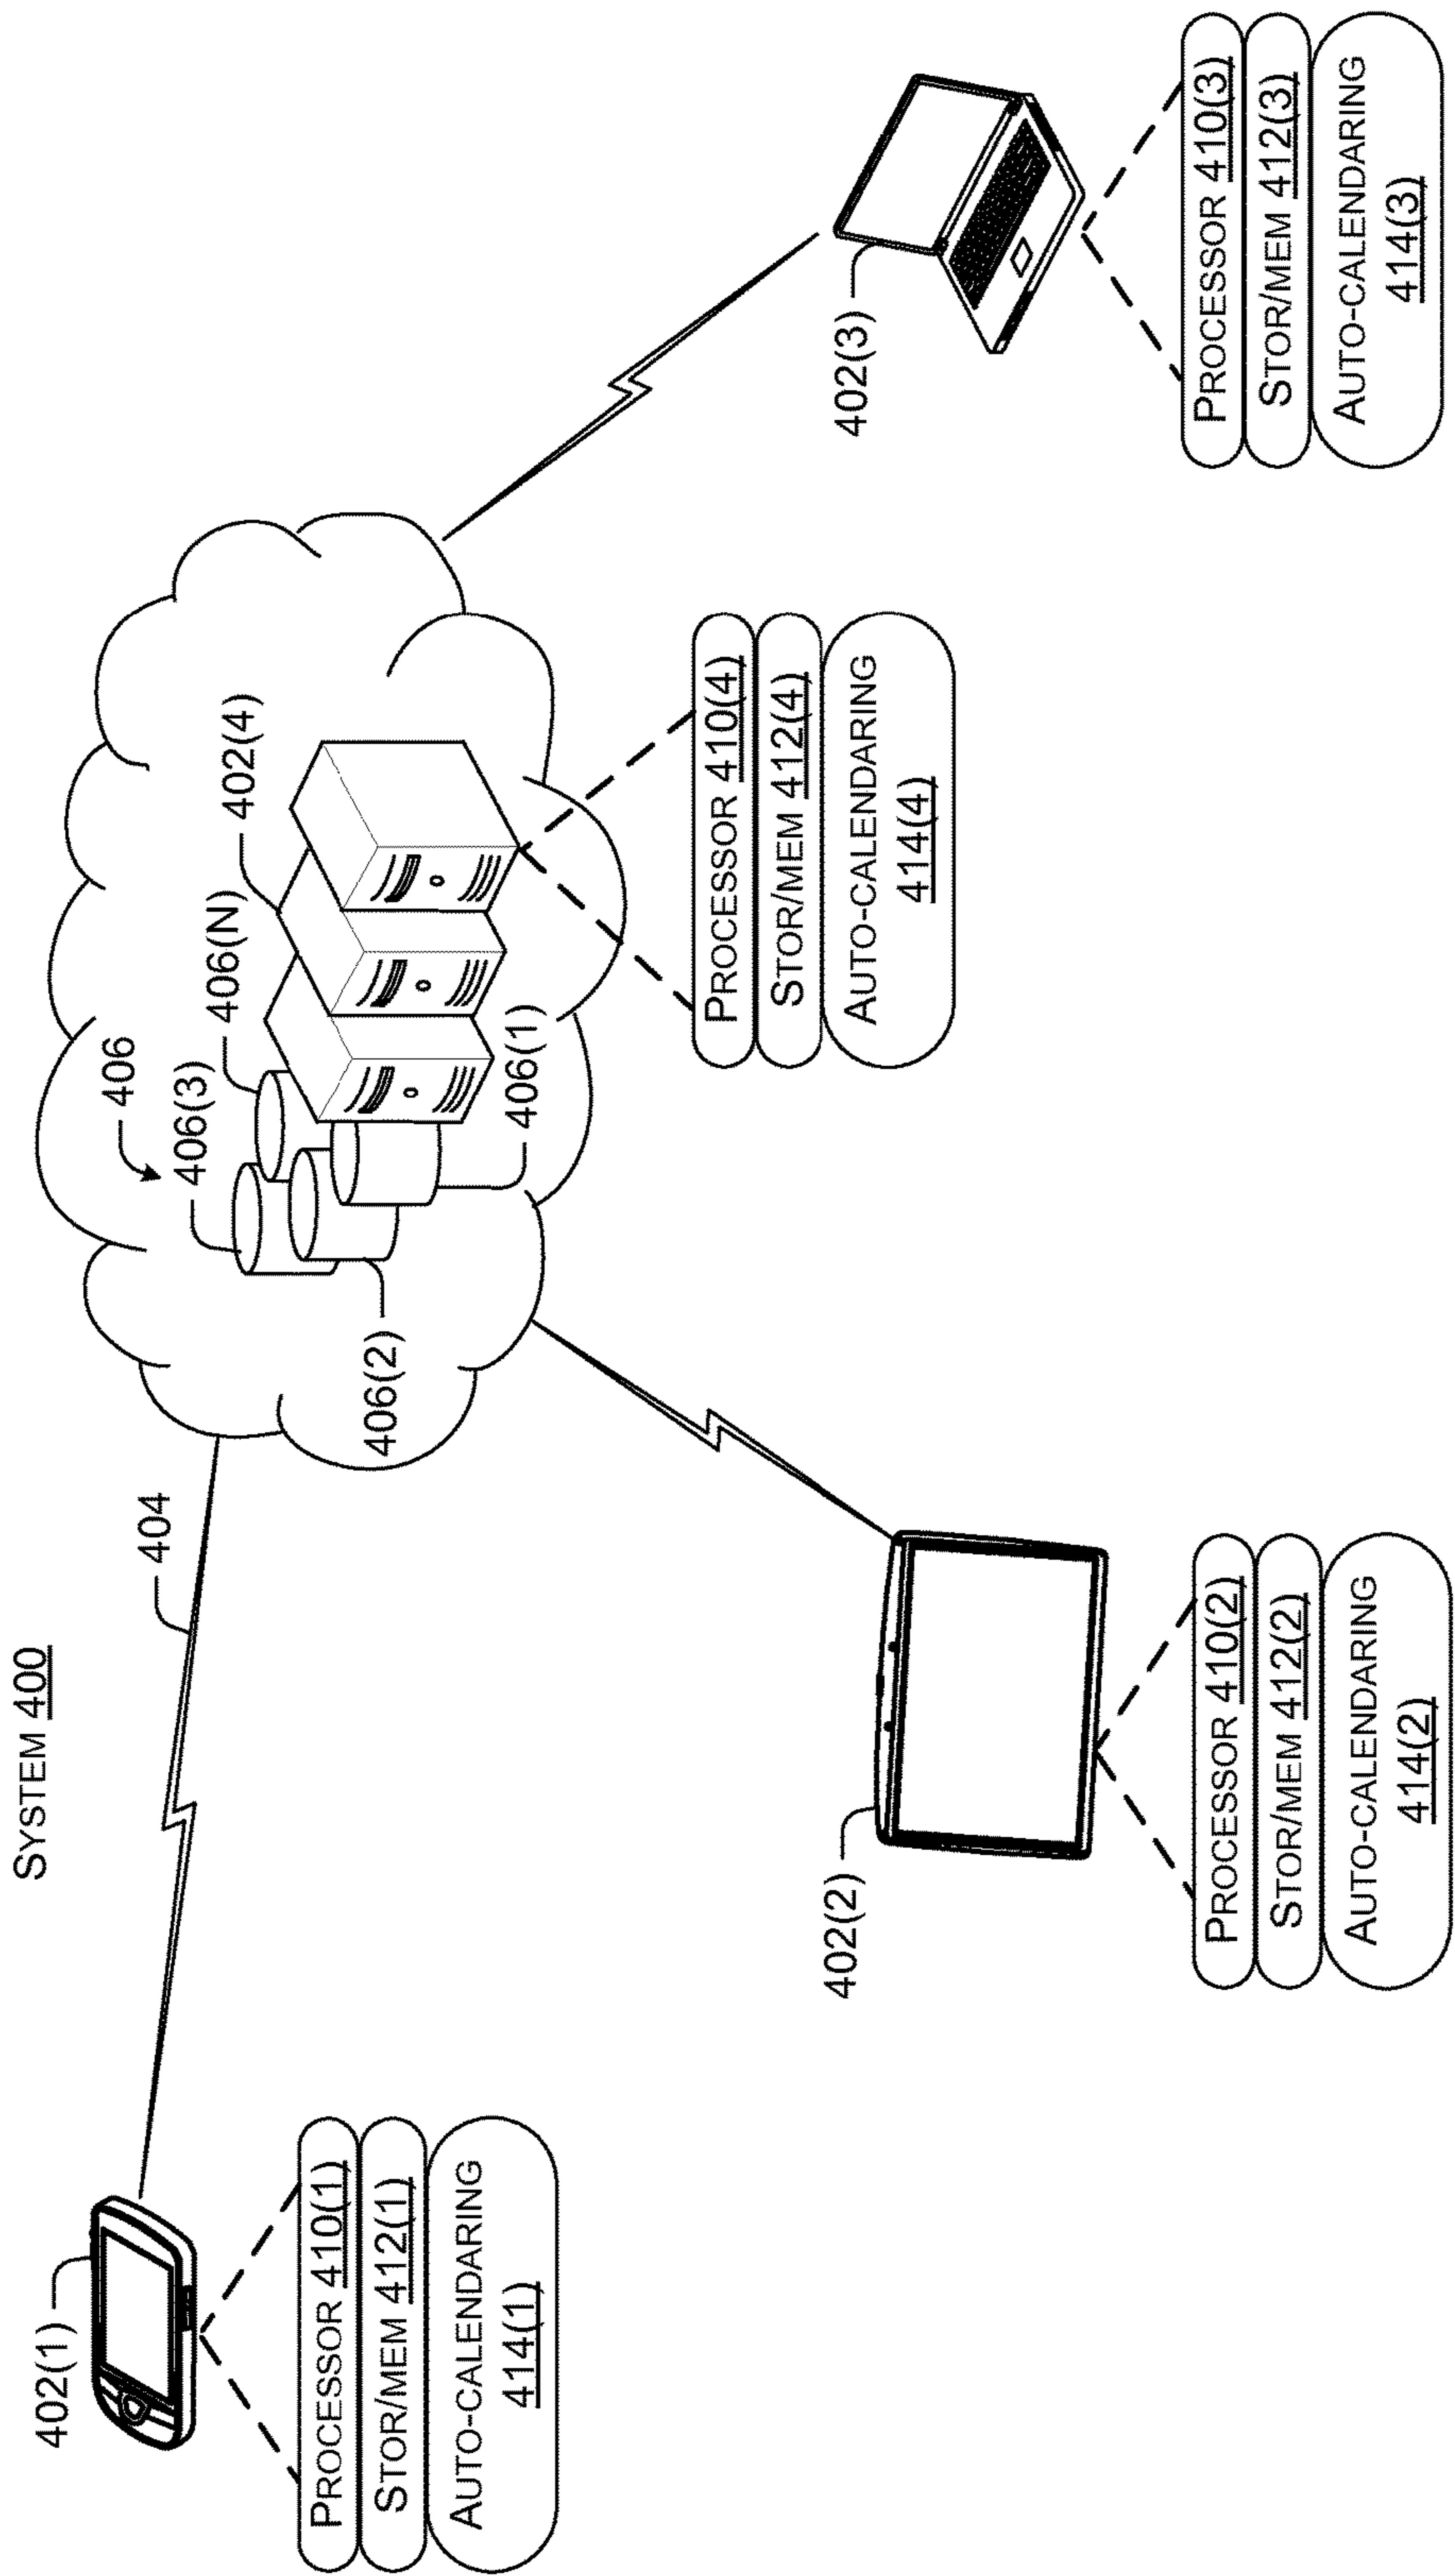 SYSTEM 400
402(1)
404
406
406(3)
406(N)
402(4)
406(2)
406(1)
PROCESSOR 410(1)
STOR/MEM 412(1)
AUTO-CALENDARING
414(1)
402(2)
PROCESSOR 410(2)
STOR/MEM 412(2)
AUTO-CALENDARING
414(2)
PROCESSOR 410(4)
STOR/MEM 412(4)
AUTO-CALENDARING
414(4)
402(3)
PROCESSOR 410(3)
STOR/MEM 412(3)
AUTO-CALENDARING
414(3)